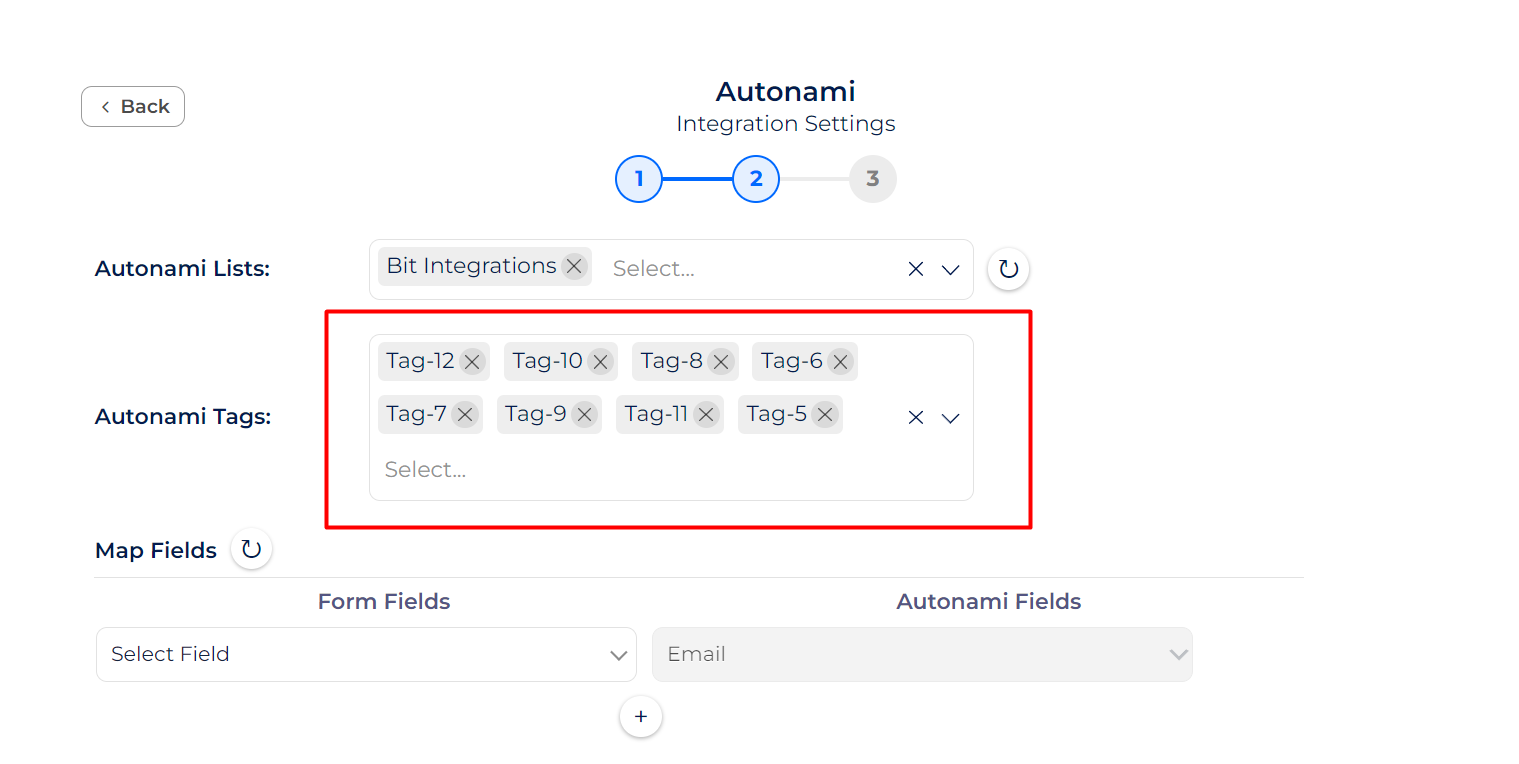 Back
Autonami
Integration Settings
1 2 3
Autonami Lists: Bit Integrations Select...
Tag-12 Tag-10 Tag-8 Tag-6
Autonami Tags: Tag-7 Tag-9 Tag-11 Tag-5
Select...
Map Fields
Form Fields Autonami Fields
Select Field Email
+